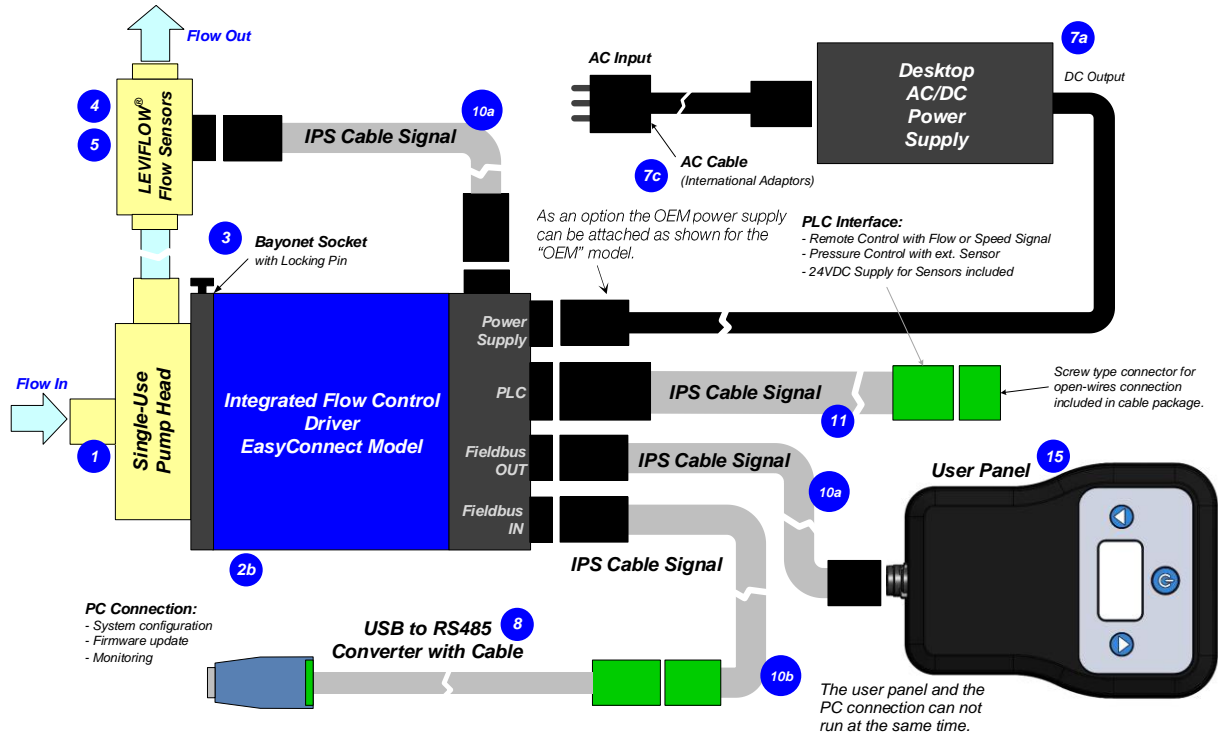 Flow Out
4
5
LEVIFLOW®
Flow Sensors
10a
IPS Cable Signal
AC Input
7c
AC Cable
(International Adaptors)
Desktop
AC/DC
Power
Supply
7a
DC Output
3
Bayonet Socket
with Locking Pin
As an option the OEM power supply
can be attached as shown for the
“OEM” model.
PLC Interface:
- Remote Control with Flow or Speed Signal
- Pressure Control with ext. Sensor
- 24VDC Supply for Sensors included
Flow In
1
Single-Use
Pump Head
Integrated Flow Control
Driver
EasyConnect Model
2b
Power
Supply
PLC
Fieldbus
OUT
Fieldbus
IN
IPS Cable Signal
11
Screw type connector for
open-wires connection
included in cable package.
IPS Cable Signal
10a
User Panel
15
IPS Cable Signal
10b
PC Connection:
- System configuration
- Firmware update
- Monitoring
USB to RS485
Converter with Cable
8
The user panel and the
PC connection can not
run at the same time.